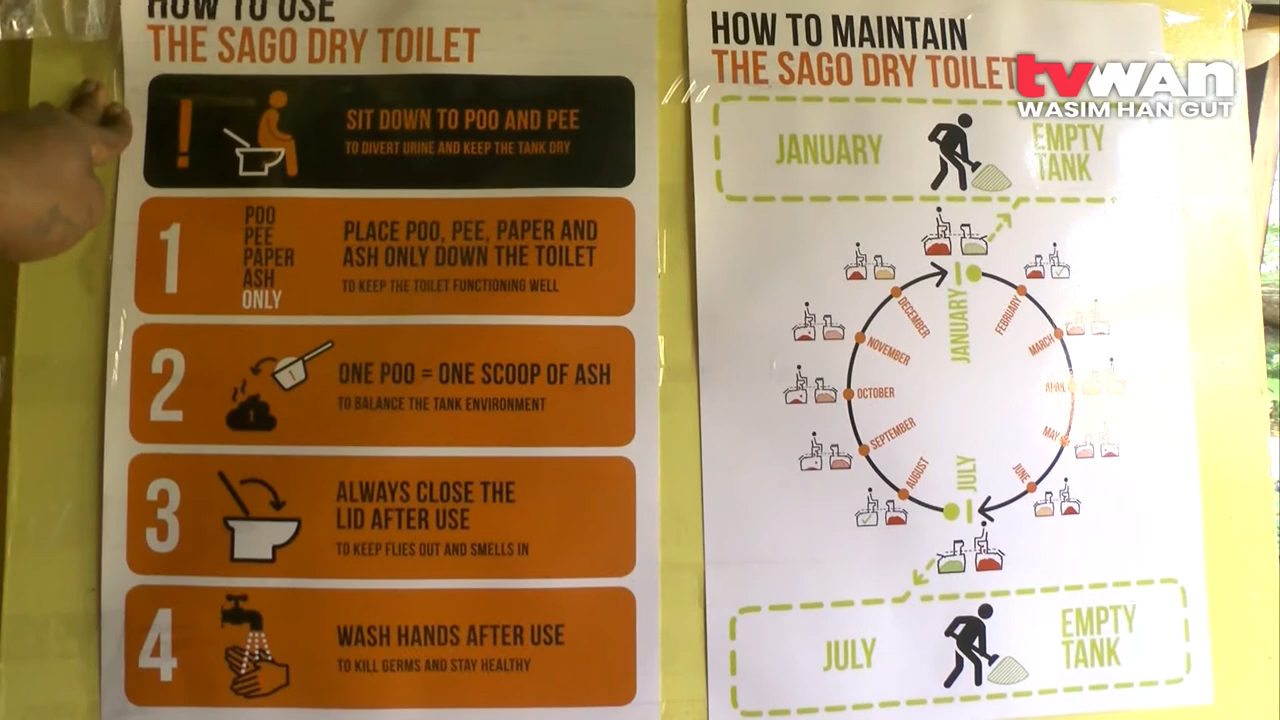 HOW TO USE
THE SAGO DRY TOILET
!
SIT DOWN TO POO AND PEE
TO DIVERT URINE AND KEEP THE TANK DRY
1
POO
PEE
PAPER
ASH
ONLY
PLACE POO, PEE, PAPER AND
ASH ONLY DOWN THE TOILET
TO KEEP THE TOILET FUNCTIONING WELL
2
1
1
ONE POO = ONE SCOOP OF ASH
TO BALANCE THE TANK ENVIRONMENT
3
ALWAYS CLOSE THE
LID AFTER USE
TO KEEP FLIES OUT AND SMELLS IN
4
WASH HANDS AFTER USE
TO KILL GERMS AND STAY HEALTHY
HOW TO MAINTAIN
THE SAGO DRY TOILET
tvwan
WASIM HAN GUT
JANUARY
EMPTY
TANK
JANUARY
FEBRUARY
MARCH
APRIL
MAY
JUNE
JULY
AUGUST
SEPTEMBER
OCTOBER
NOVEMBER
DECEMBER
JULY
EMPTY
TANK